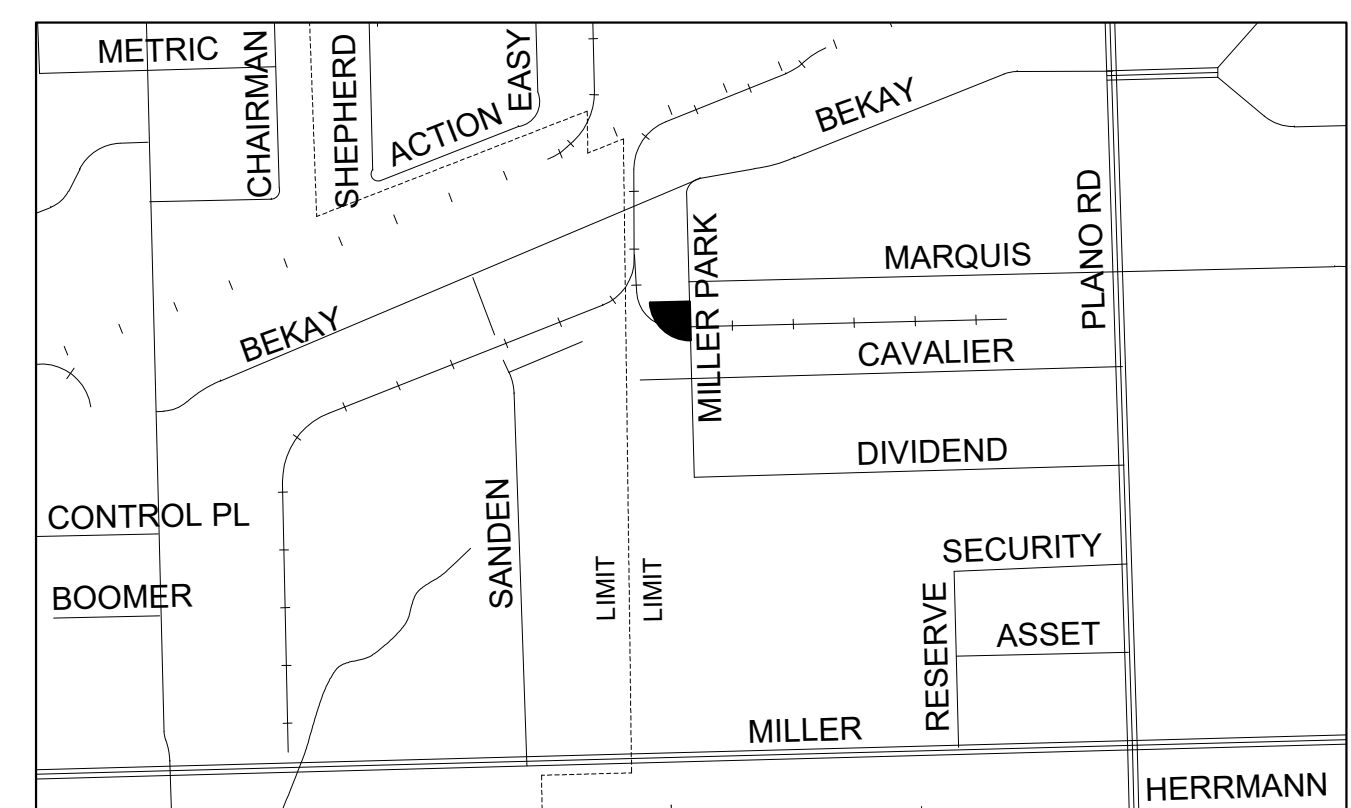 METRIC
CHAIRMAN
SHEPHERD
ACTION
EASY
BEKAY
PLANO RD
MILLER PARK
MARQUIS
BEKAY
CAVALIER
DIVIDEND
CONTROL PL
SANDEN
SECURITY
BOOMER
LIMIT
LIMIT
RESERVE
ASSET
MILLER
HERRMANN